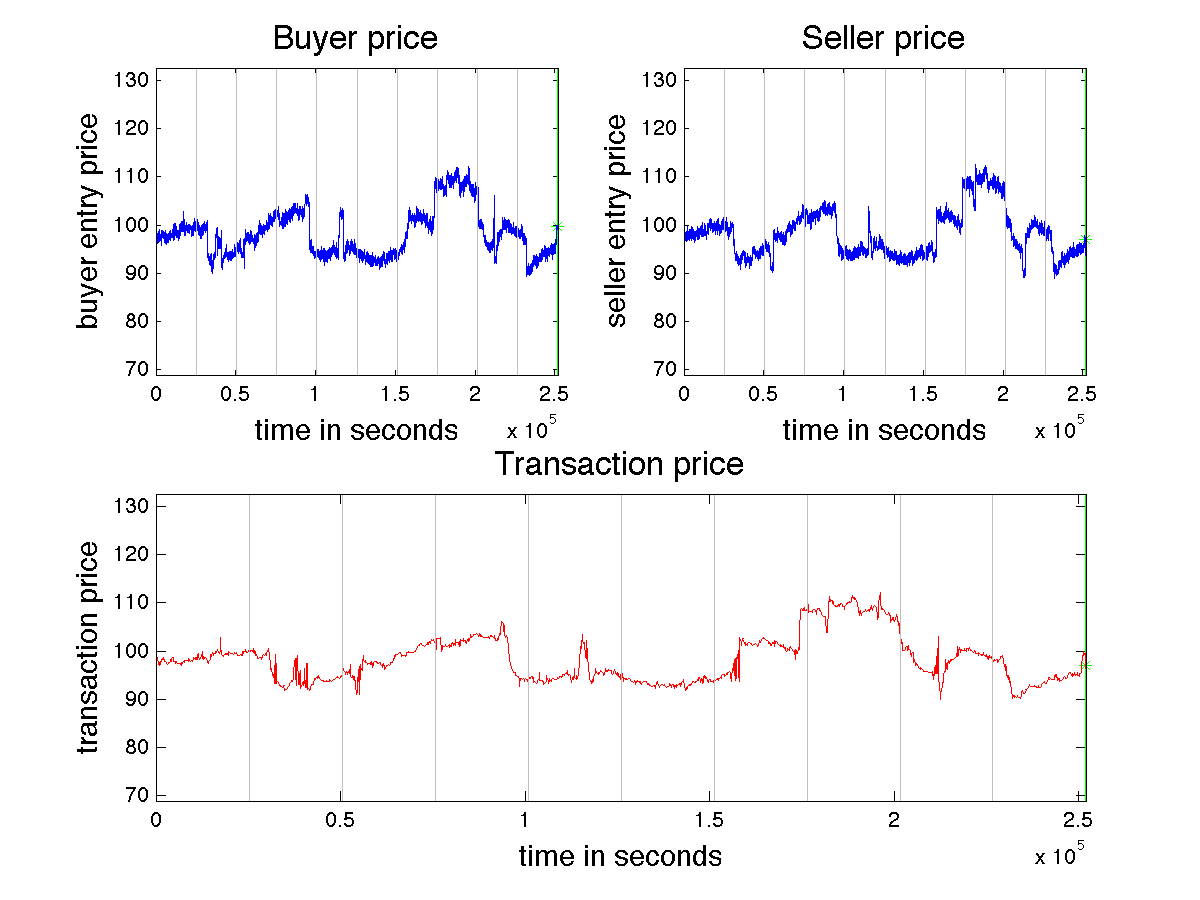 Buyer price
130
120
110
100
90
80
70
buyer entry price
0 0.5 1 1.5 2 2.5
x 10^5
time in seconds
Seller price
130
120
110
100
90
80
70
seller entry price
0 0.5 1 1.5 2 2.5
x 10^5
time in seconds
Transaction price
130
120
110
100
90
80
70
transaction price
0 0.5 1 1.5 2 2.5
x 10^5
time in seconds